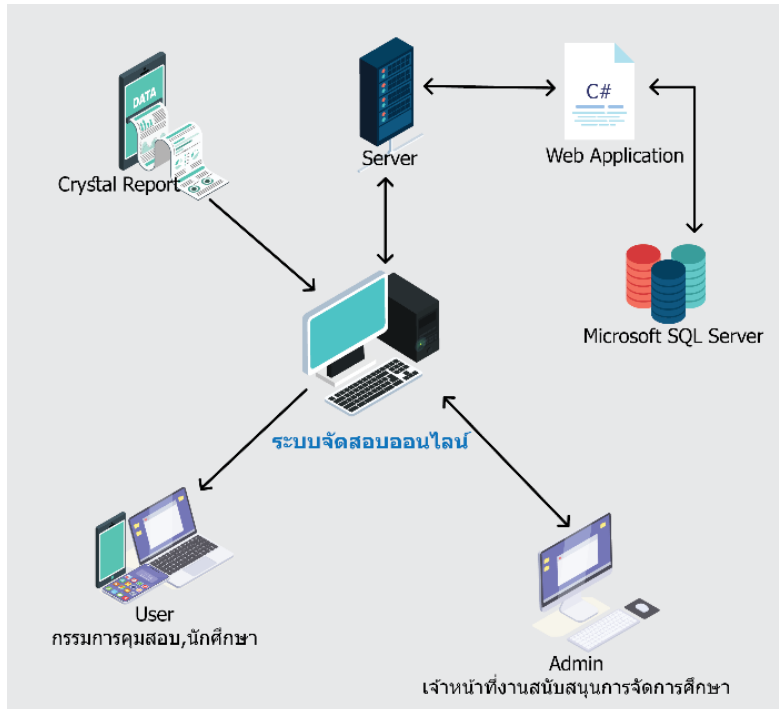 DATA
Crystal Report
Server
C#
Web Application
Microsoft SQL Server
ระบบจัดสอบออนไลน์
User
กรรมการคุมสอบ,นักศึกษา
Admin
เจ้าหน้าที่งานสนับสนุนการจัดการศึกษา